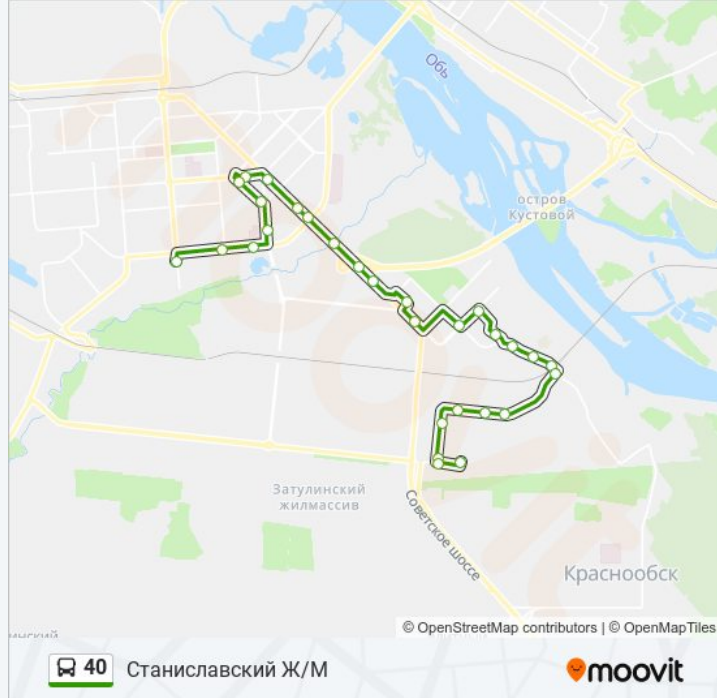 Обь
остров
Кустовой
Затулинский
жилмассив
Советское шоссе
Краснообск
© OpenStreetMap contributors | © OpenMapTiles
40 Станиславский Ж/М
moovit